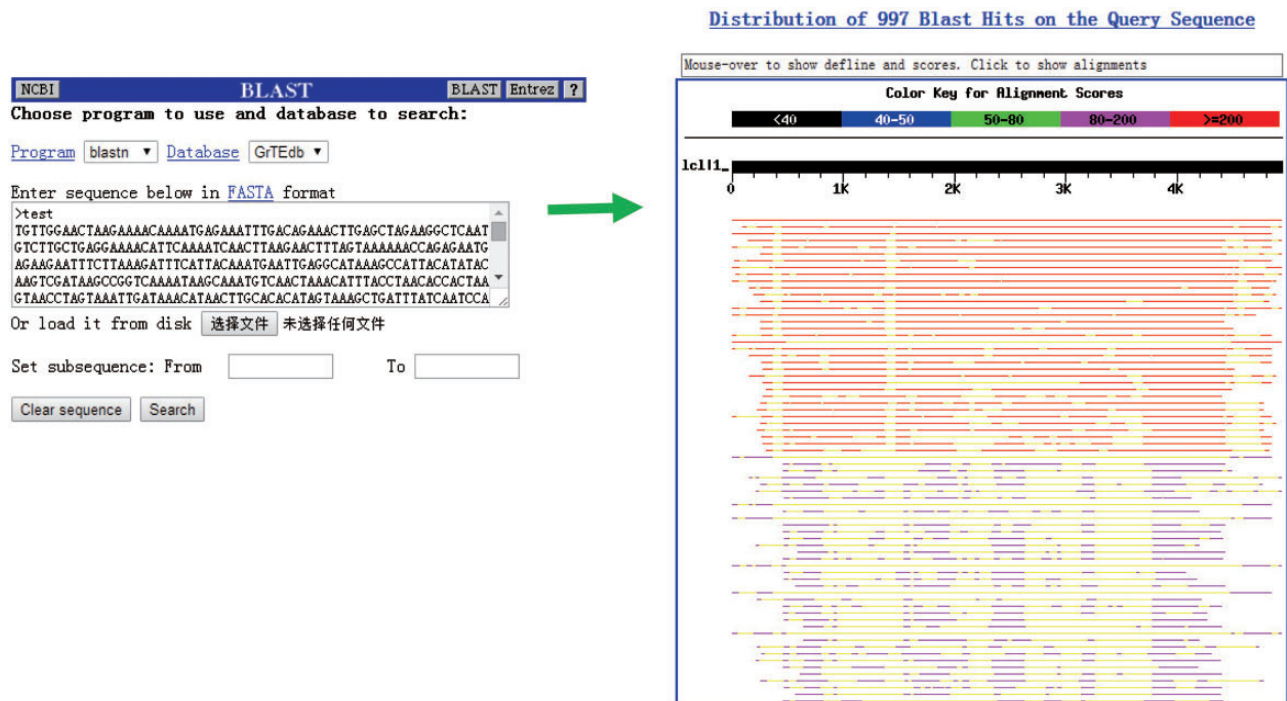 Distribution of 997 Blast Hits on the Query Sequence
Mouse-over to show defline and scores. Click to show alignments
NCBI BLAST BLAST Entrez ?
Choose program to use and database to search:
Program blastn Database GrTEdb
Enter sequence below in FASTA format
>test
TGTTGGAACTAAGAAAACAAAATGAGAAATTTGACAGAAACTTGAGCTAGAAGGCTCAAT
GTCTTGCTGAGGAAAACATTCAAAATCAACTTAAGAACTTTAGTAAAAAACCAGAGAATG
AGAAGAATTTCTTAAAGATTTCATTACAAATGAATTGAGGCATAAAGCCATTACATATAC
AAGTCGATAAGCCGGTCAAAATAAGCAAATGTCAACTAAACATTTACCTAACACCACTAA
GTAACCTAGTAAATTGATAAACATAACTTGCACACATAGTAAAGCTGATTTATCAATCCA
Or load it from disk 选择文件 未选择任何文件
Set subsequence: From To
Clear sequence Search
Color Key for Alignment Scores
<40 40-50 50-80 80-200 >=200
lcl|1_
0 1K 2K 3K 4K